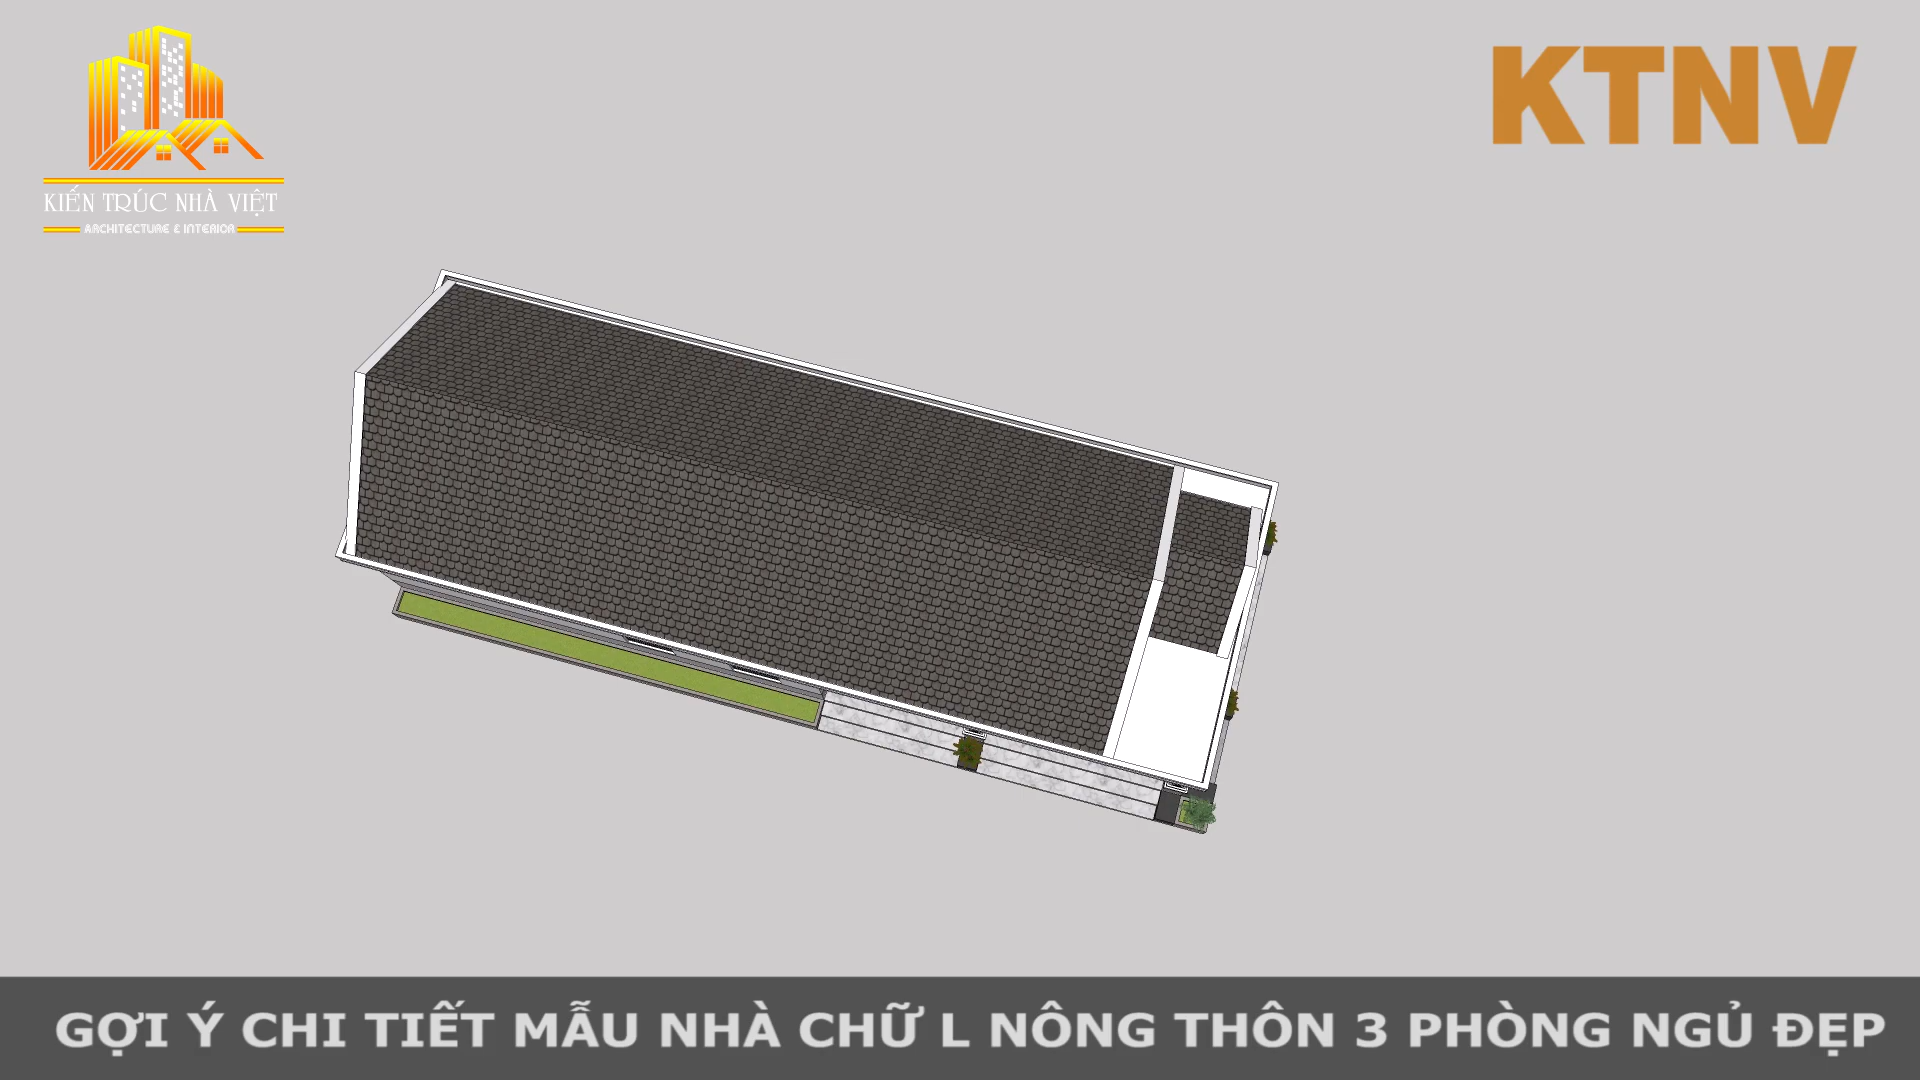 KTNV
KIẾN TRÚC NHÀ VIỆT
ARCHITECTURE & INTERIOR
GỢI Ý CHI TIẾT MẪU NHÀ CHỮ L NÔNG THÔN 3 PHÒNG NGỦ ĐẸP